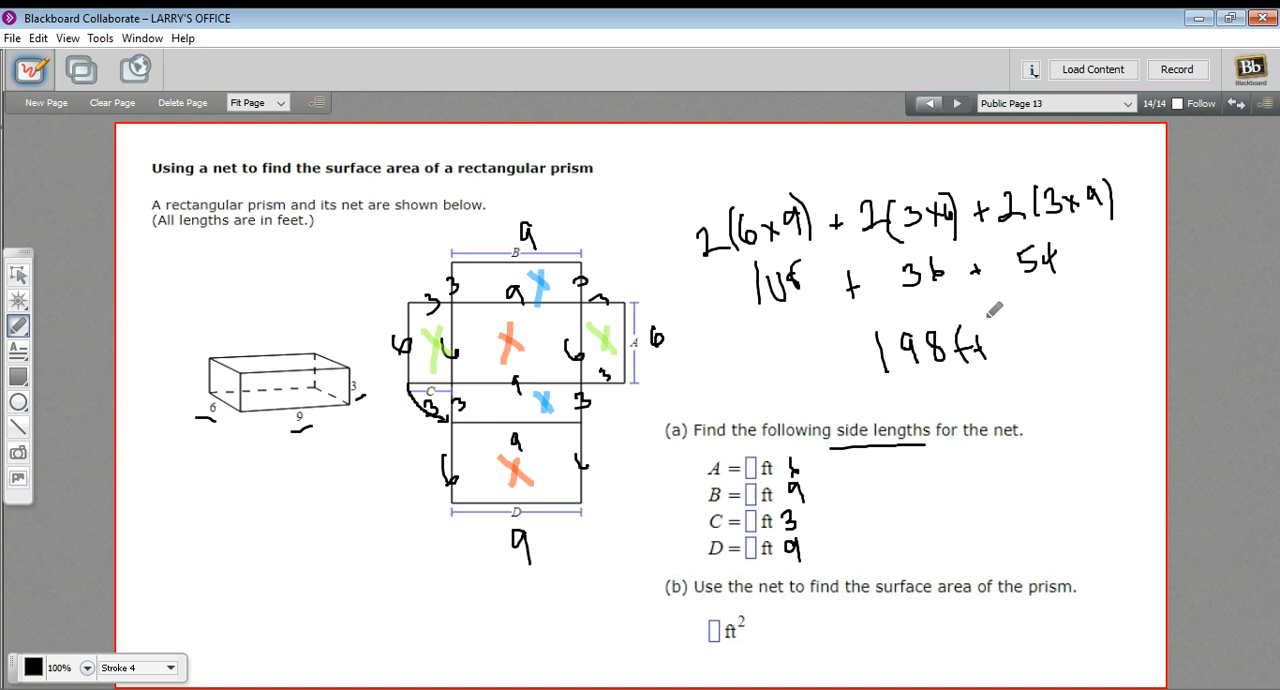 Blackboard Collaborate – LARRY'S OFFICE
File Edit View Tools Window Help
Load Content Record Bb Blackboard
New Page Clear Page Delete Page Fit Page Public Page 13 14/14 Follow
Using a net to find the surface area of a rectangular prism
A rectangular prism and its net are shown below.
(All lengths are in feet.)
2(6x9) + 2(3x6) + 2(3x9)
108 + 36 + 54
198 ft
9
B
3 3
3 9 3
6 6 6 A 6
9 3
C
3 3 3
9
6 6
D
9
3
6
9
(a) Find the following side lengths for the net.
A = ft 6
B = ft 9
C = ft 3
D = ft 9
(b) Use the net to find the surface area of the prism.
ft²
100% Stroke 4